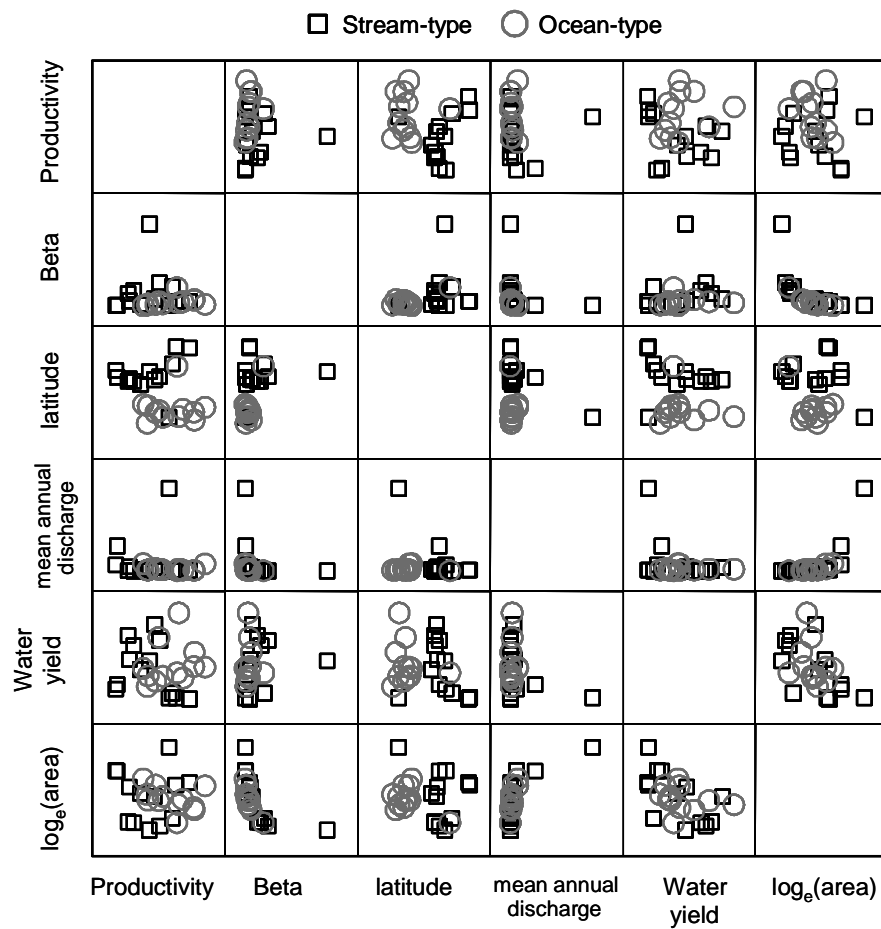 Stream-type Ocean-type
Productivity
Beta
latitude
mean annual
discharge
Water
yield
logₑ(area)
Productivity Beta latitude mean annual discharge Water yield logₑ(area)